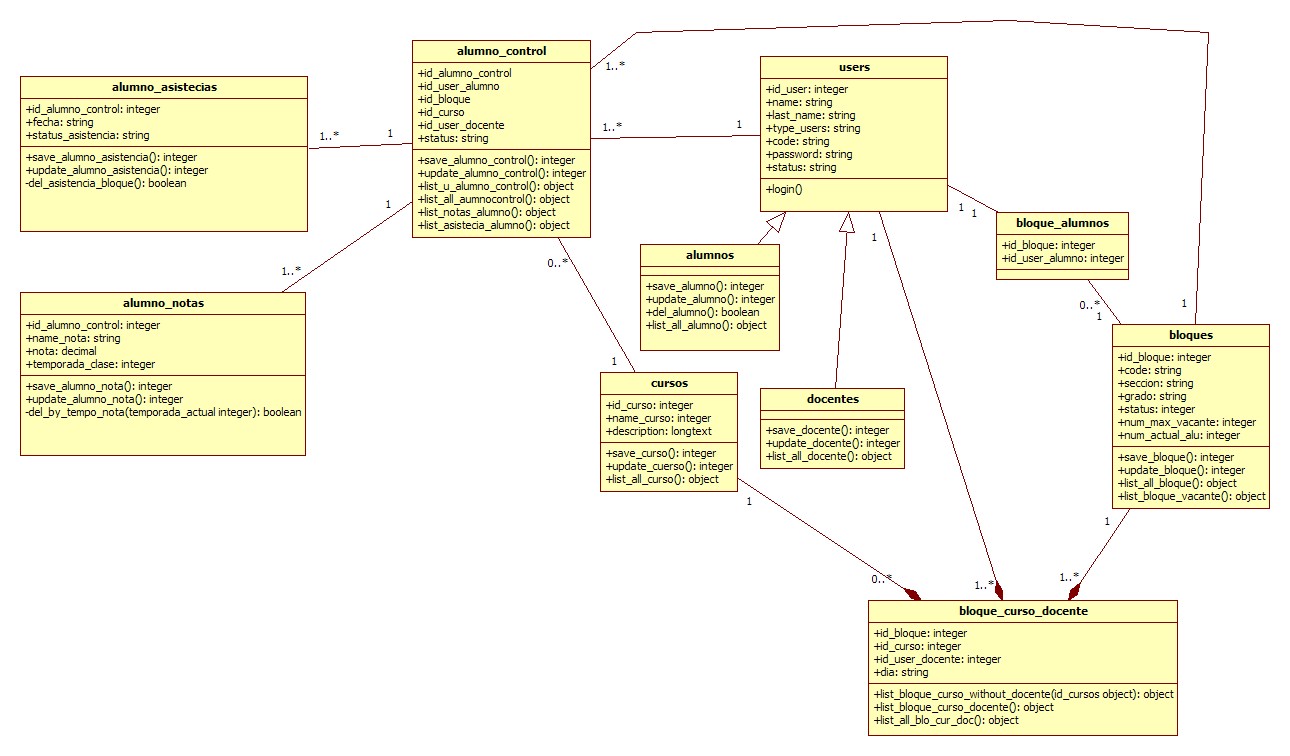 alumno_control
+id_alumno_control
+id_user_alumno
+id_bloque
+id_curso
+id_user_docente
+status: string
+save_alumno_control(): integer
+update_alumno_control(): integer
+list_u_alumno_control(): object
+list_all_aumnocontrol(): object
+list_notas_alumno(): object
+list_asistecia_alumno(): object
1..*
1..*
1
users
+id_user: integer
+name: string
+last_name: string
+type_users: string
+code: string
+password: string
+status: string
+login()
alumno_asistecias
+id_alumno_control: integer
+fecha: string
+status_asistencia: string
+save_alumno_asistencia(): integer
+update_alumno_asistencia(): integer
-del_asistencia_bloque(): boolean
1..*
1
1
1..*
0..*
1
1
1
1
bloque_alumnos
+id_bloque: integer
+id_user_alumno: integer
0..*
1
1
alumnos
+save_alumno(): integer
+update_alumno(): integer
+del_alumno(): boolean
+list_all_alumno(): object
alumno_notas
+id_alumno_control: integer
+name_nota: string
+nota: decimal
+temporada_clase: integer
+save_alumno_nota(): integer
+update_alumno_nota(): integer
-del_by_tempo_nota(temporada_actual integer): boolean
cursos
+id_curso: integer
+name_curso: integer
+description: longtext
+save_curso(): integer
+update_cuerso(): integer
+list_all_curso(): object
docentes
+save_docente(): integer
+update_docente(): integer
+list_all_docente(): object
bloques
+id_bloque: integer
+code: string
+seccion: string
+grado: string
+status: integer
+num_max_vacante: integer
+num_actual_alu: integer
+save_bloque(): integer
+update_bloque(): integer
+list_all_bloque(): object
+list_bloque_vacante(): object
1
1
0..*
1..*
1..*
bloque_curso_docente
+id_bloque: integer
+id_curso: integer
+id_user_docente: integer
+dia: string
+list_bloque_curso_without_docente(id_cursos object): object
+list_bloque_curso_docente(): object
+list_all_blo_cur_doc(): object